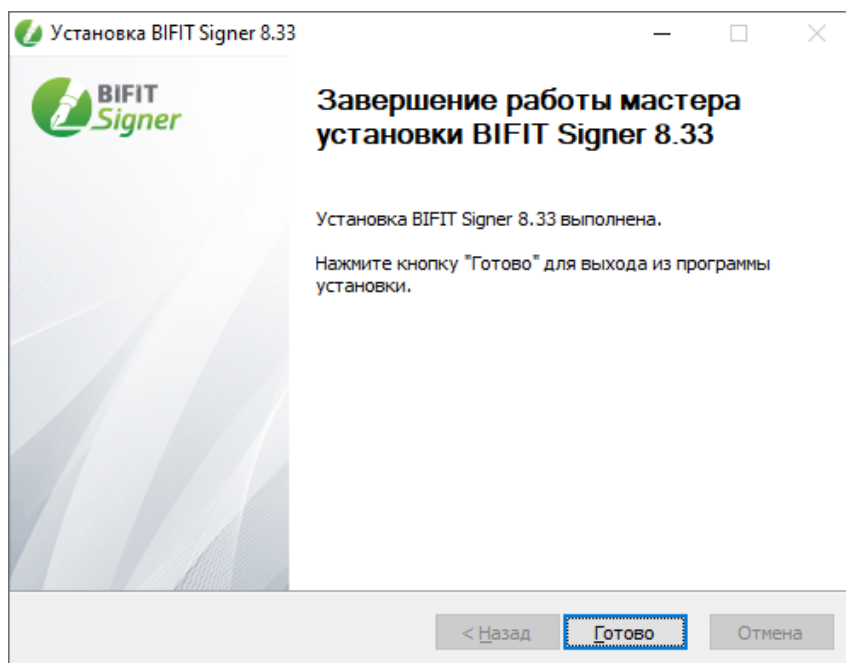 Установка BIFIT Signer 8.33
BIFIT
Signer
Завершение работы мастера
установки BIFIT Signer 8.33
Установка BIFIT Signer 8.33 выполнена.
Нажмите кнопку "Готово" для выхода из программы
установки.
< Назад
Готово
Отмена